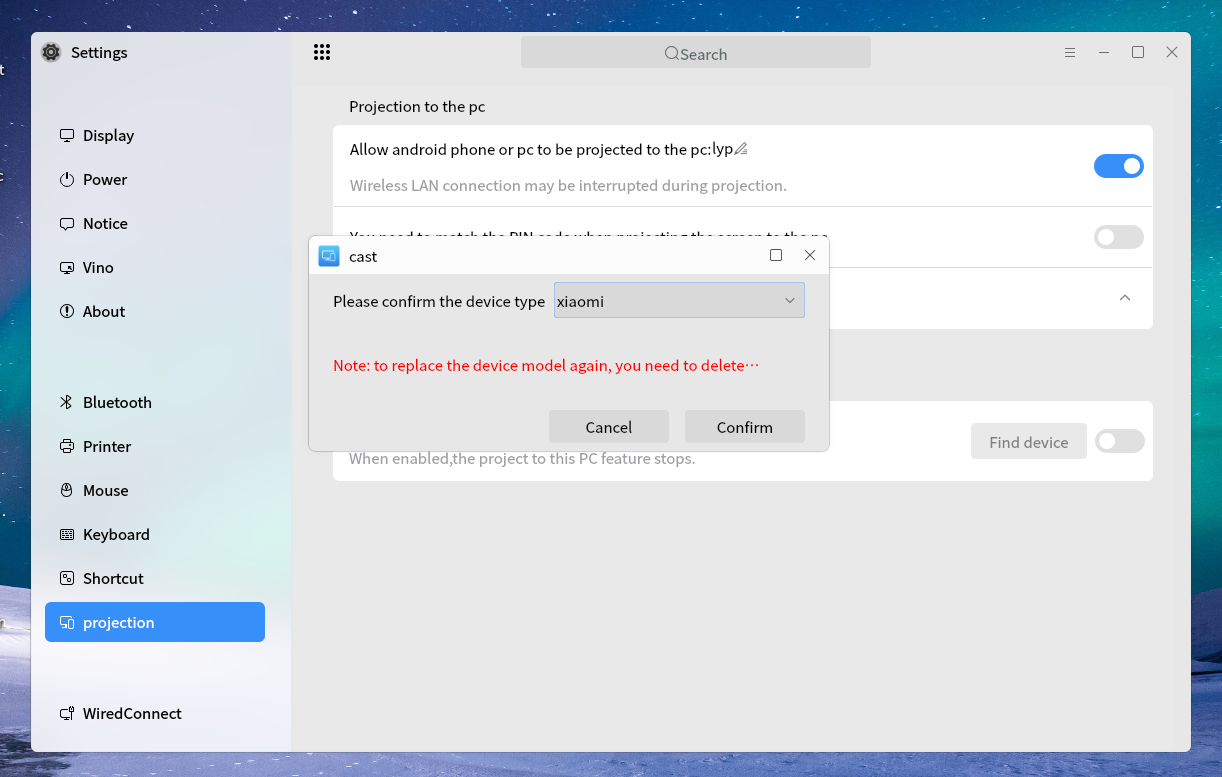 t
Settings
Search
Display
Power
Notice
Vino
About
Bluetooth
Printer
Mouse
Keyboard
Shortcut
projection
WiredConnect
Projection to the pc
Allow android phone or pc to be projected to the pc:lyp
Wireless LAN connection may be interrupted during projection.
You need to match the PIN code when projecting the screen to the pc
cast
Please confirm the device type xiaomi
Note: to replace the device model again, you need to delete⋯
Cancel Confirm
Find device
When enabled,the project to this PC feature stops.